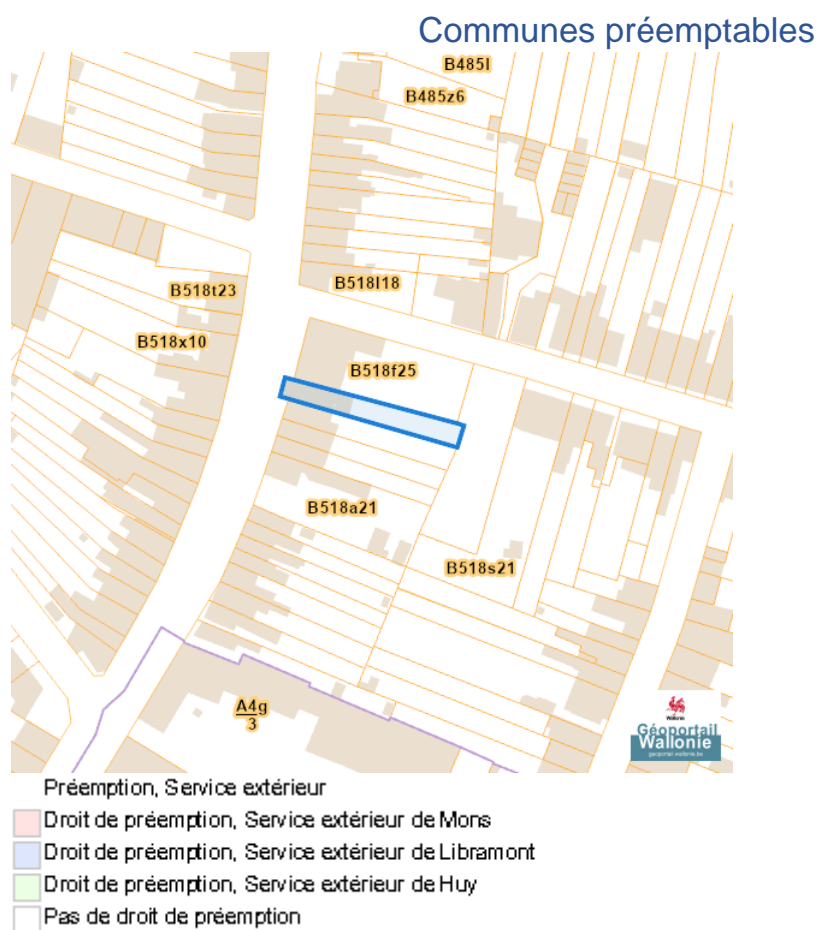 Communes préemptables
B485l
B485z6
B518t23
B518l18
B518x10
B518f25
B518a21
B518s21
A4g
3
Wallonie
Géoportail
Wallonie
geoportail.wallonie.be
Préemption, Service extérieur
Droit de préemption, Service extérieur de Mons
Droit de préemption, Service extérieur de Libramont
Droit de préemption, Service extérieur de Huy
Pas de droit de préemption